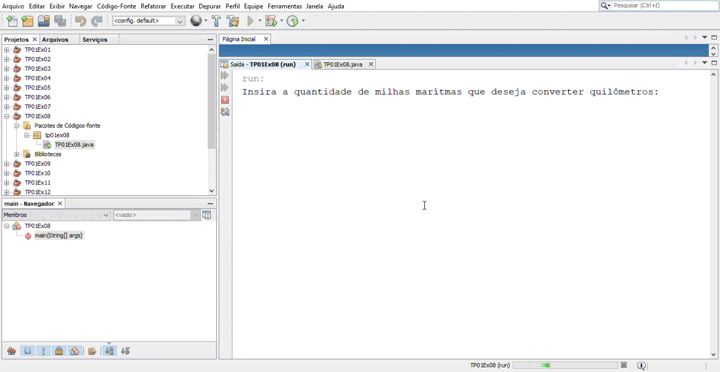 Arquivo Editar Exibir Navegar Código-Fonte Refatorar Executar Depurar Perfil Equipe Ferramentas Janela Ajuda
Pesquisar (Ctrl+I)
<config. default>
Projetos Arquivos Serviços
TP01Ex01
TP01Ex02
TP01Ex03
TP01Ex04
TP01Ex05
TP01Ex06
TP01Ex07
TP01Ex08
Pacotes de Códigos-fonte
tp01ex08
TP01Ex08.java
Bibliotecas
TP01Ex09
TP01Ex10
TP01Ex11
TP01Ex12
main - Navegador
Membros
<vazio>
TP01Ex08
main(String[] args)
Página Inicial
Saída - TP01Ex08 (run) TP01Ex08.java
run:
Insira a quantidade de milhas marítmas que deseja converter quilômetros:
TP01Ex08 (run)